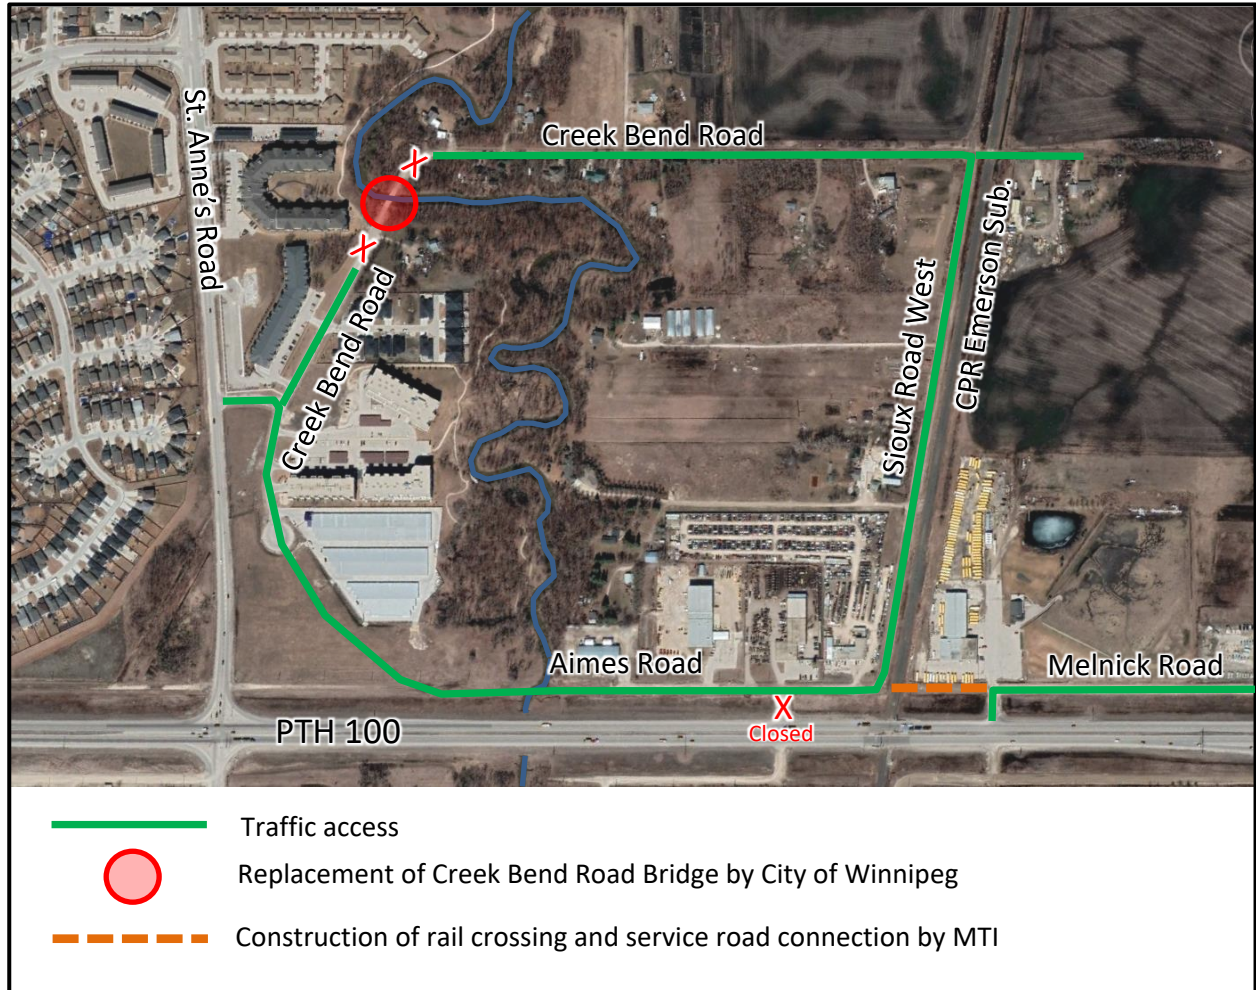 St. Anne's Road
Creek Bend Road
X
X
Creek Bend Road
Sioux Road West
CPR Emerson Sub.
Aimes Road
Melnick Road
X
Closed
PTH 100
Traffic access
Replacement of Creek Bend Road Bridge by City of Winnipeg
Construction of rail crossing and service road connection by MTI